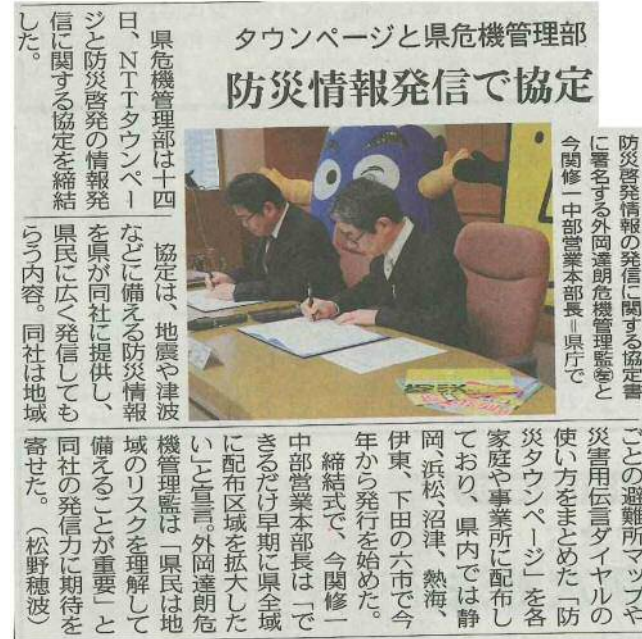 タウンページと県危機管理部
防災情報発信で協定
防災啓発情報の発信に関する協定書
に署名する外岡達朗危機管理監㊧と
今関修一中部営業本部長＝県庁で
県危機管理部は十四
日、ＮＴＴタウンペー
ジと防災啓発の情報発
信に関する協定を締結
した。
協定は、地震や津波
などに備える防災情報
を県が同社に提供し、
県民に広く発信しても
らう内容。同社は地域
ごとの避難所マップや
災害用伝言ダイヤルの
使い方をまとめた「防
災タウンページ」を各
家庭や事業所に配布し
ており、県内では静
岡、浜松、沼津、熱海、
伊東、下田の六市で今
年から発行を始めた。
締結式で、今関修一
中部営業本部長は「で
きるだけ早期に県全域
に配布区域を拡大した
い」と宣言。外岡達朗危
機管理監は「県民は地
域のリスクを理解して
備えることが重要」と
同社の発信力に期待を
寄せた。（松野穂波）